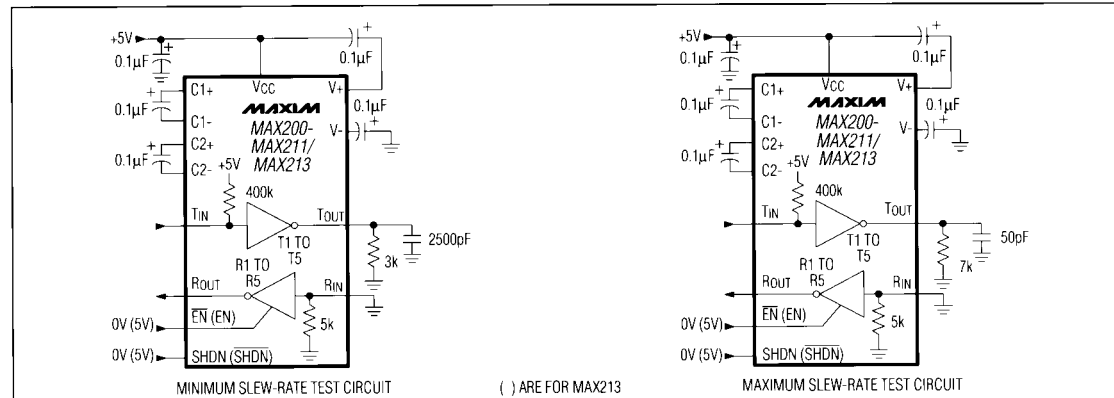 +5V
0.1µF
0.1µF
VCC
V+
C1+
0.1µF
C1-
C2+
0.1µF
C2-
MAXIM
MAX200-
MAX211/
MAX213
0.1µF
V-
+5V
400k
TIN
TOUT
T1 TO
T5
3k
2500pF
R1 TO
R5
ROUT
RIN
5k
0V (5V)
EN (EN)
0V (5V)
SHDN (SHDN)
MINIMUM SLEW-RATE TEST CIRCUIT
( ) ARE FOR MAX213
+5V
0.1µF
0.1µF
VCC
V+
C1+
0.1µF
C1-
C2+
0.1µF
C2-
MAXIM
MAX200-
MAX211/
MAX213
0.1µF
V-
+5V
400k
TIN
TOUT
T1 TO
T5
7k
50pF
R1 TO
R5
ROUT
RIN
5k
0V (5V)
EN (EN)
0V (5V)
SHDN (SHDN)
MAXIMUM SLEW-RATE TEST CIRCUIT